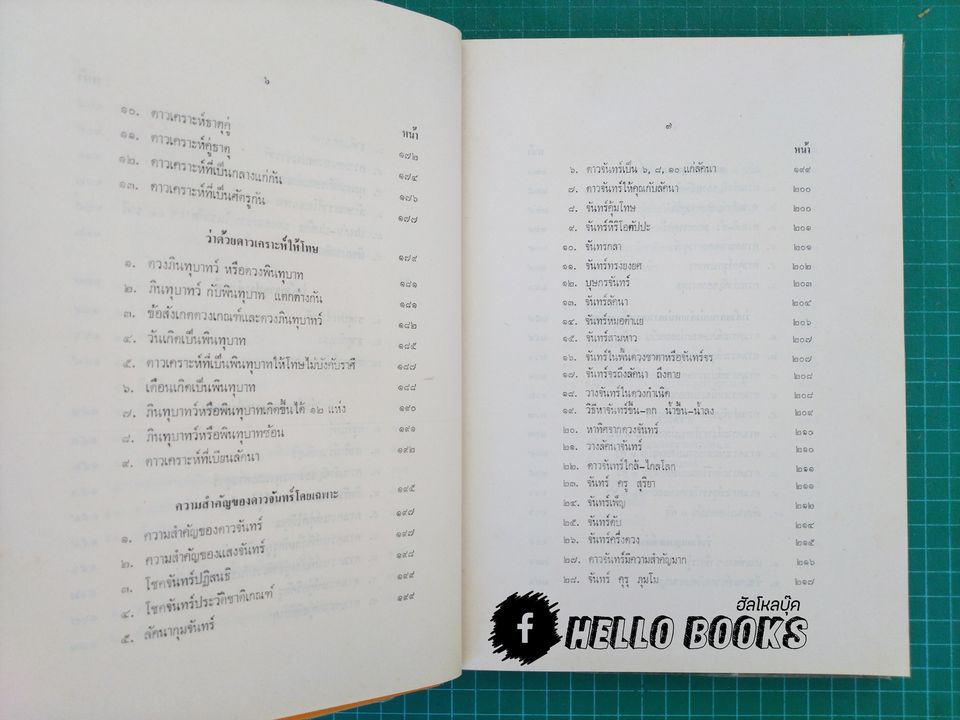 ๖
หน้า
๑๐. ดาวเคราะห์ธาตุคู่ ๑๗๒
๑๑. ดาวเคราะห์คู่ธาตุ ๑๗๔
๑๒. ดาวเคราะห์ที่เป็นกลางแก่กัน ๑๗๖
๑๓. ดาวเคราะห์ที่เป็นศัตรูกัน ๑๗๗
ว่าด้วยดาวเคราะห์ให้โทษ ๑๗๙
๑. ดวงภินทุบาทว์ หรือดวงพินทุบาท ๑๘๑
๒. ภินทุบาทว์ กับพินทุบาท แตกต่างกัน ๑๘๑
๓. ข้อสังเกตดวงเกณฑ์และดวงภินทุบาทว์ ๑๘๒
๔. วันเกิดเป็นพินทุบาท ๑๘๕
๕. ดาวเคราะห์ที่เป็นพินทุบาทให้โทษไม่บังคับราศี ๑๘๗
๖. เดือนเกิดเป็นพินทุบาท ๑๘๘
๗. ภินทุบาทว์หรือพินทุบาทเกิดขึ้นได้ ๑๒ แห่ง ๑๙๐
๘. ภินทุบาทว์หรือพินทุบาทซ้อน ๑๙๑
๙. ดาวเคราะห์ที่เบียนลัคนา ๑๙๒
ความสำคัญของดาวจันทร์โดยเฉพาะ ๑๙๕
๑. ความสำคัญของดาวจันทร์ ๑๙๗
๒. ความสำคัญของแสงจันทร์ ๑๙๗
๓. โชคจันทร์ปฏิสนธิ ๑๙๘
๔. โชคจันทร์ประวัติชาติเกณฑ์ ๑๙๙
๕. ลัคนากุมจันทร์ ๑๙๙
๗
หน้า
๖. ดาวจันทร์เป็น ๖, ๘, ๑๐ แก่ลัคนา ๑๙๙
๗. ดาวจันทร์ให้คุณกับลัคนา ๒๐๐
๘. จันทร์คุ้มโทษ ๒๐๐
๙. จันทร์หิริโอตัปปะ ๒๐๑
๑๐. จันทรกลา ๒๐๑
๑๑. จันทร์ทรงยงยศ ๒๐๒
๑๒. บุษกรจันทร์ ๒๐๓
๑๓. จันทร์ลัคนา ๒๐๔
๑๔. จันทร์หมอตำแย ๒๐๖
๑๕. จันทร์สามหาว ๒๐๗
๑๖. จันทร์ในพื้นดวงชาตาหรือจันทร์จร ๒๐๗
๑๗. จันทร์จรถึงลัคนา ถึงตาย ๒๐๘
๑๘. วางจันทร์ในดวงกำเนิด ๒๐๘
๑๙. วิธีหาจันทร์ขึ้น-ตก น้ำขึ้น-น้ำลง ๒๐๙
๒๐. หาทิศจากดวงจันทร์ ๒๑๐
๒๑. วางลัคนาจันทร์ ๒๑๐
๒๒. ดาวจันทร์ใกล้-ไกลโลก ๒๑๑
๒๓. จันทร์ ครุ สุริยา
๒๔. จันทร์เพ็ญ ๒๑๒
๒๕. จันทร์ดับ ๒๑๔
๒๖. จันทร์ครึ่งดวง ๒๑๕
๒๗. ดาวจันทร์มีความสำคัญมาก ๒๑๖
๒๘. จันทร์ คุรุ ภุมโม ๒๑๗
ฮัลโหลบุ๊ค
f HELLO BOOKS